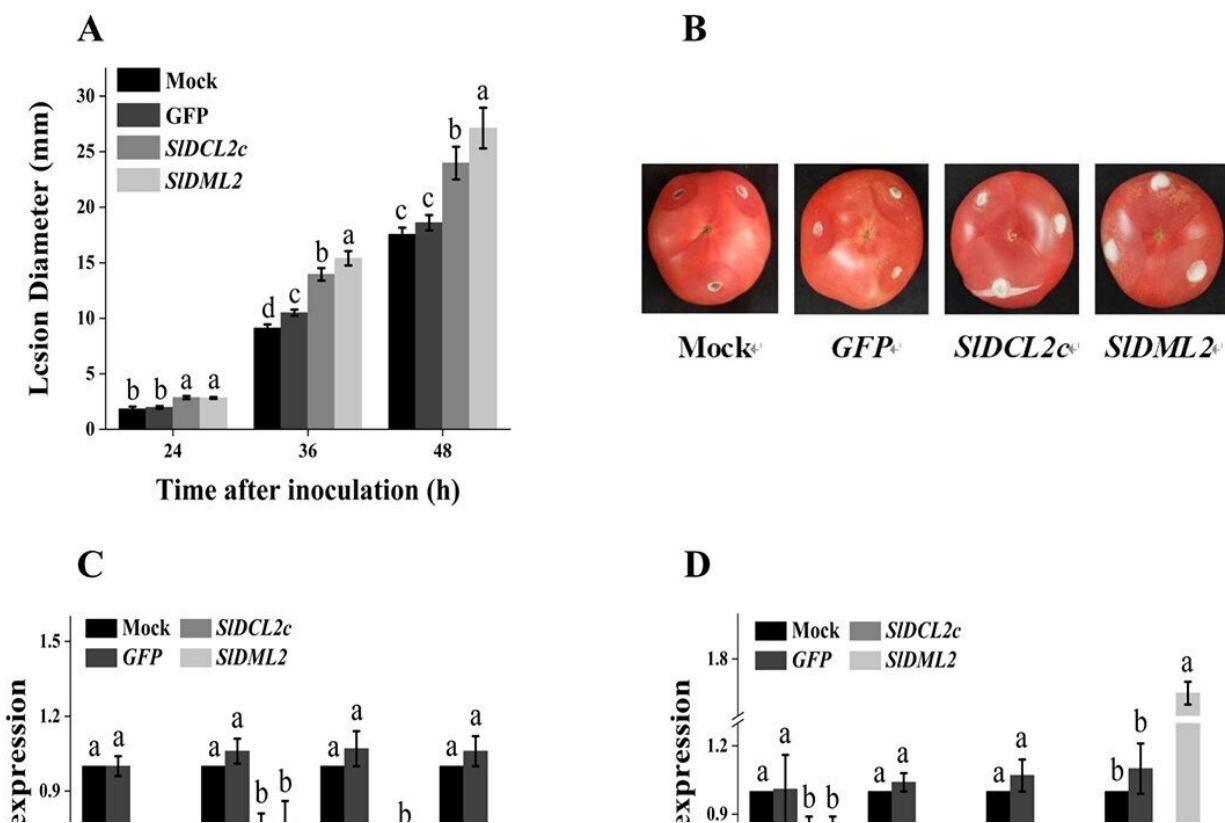 A
Mock
GFP
SlDCL2c
SlDML2
Lcsion Diameter (mm)
30
25
20
15
10
5
0
b b a a
d c b a
c c b a
24 36 48
Time after inoculation (h)
B
Mock GFP SlDCL2c SlDML2
C
Mock SlDCL2c
GFP SlDML2
expression
1.5
1.2
0.9
a a
a a b b
a a b
a a
D
Mock SlDCL2c
GFP SlDML2
expression
1.8
1.2
0.9
a a b b
a a
a a
b b a